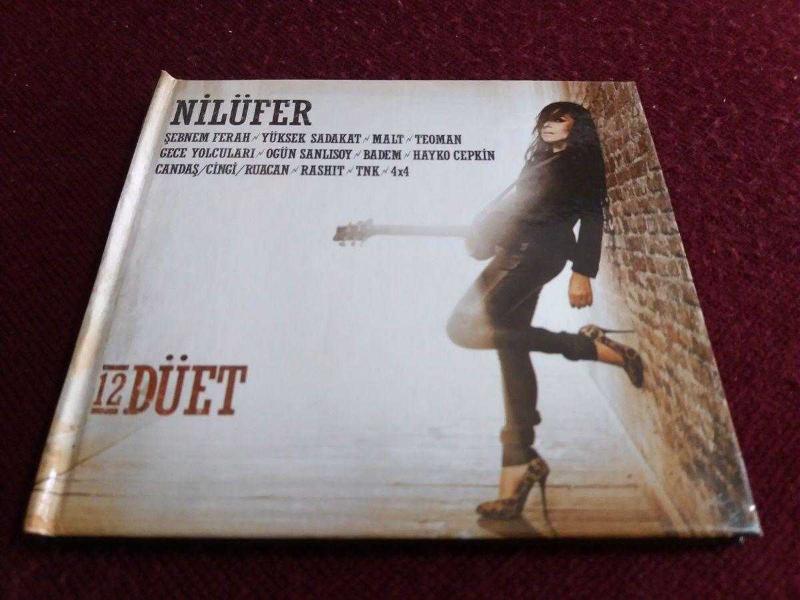 NİLÜFER
ŞEBNEM FERAH ~ YÜKSEK SADAKAT ~ MALT ~ TEOMAN
GECE YOLCULARI ~ OGÜN SANLISOY ~ BADEM ~ HAYKO CEPKİN
CANDAŞ/CİNGİ/RUACAN ~ RASHIT ~ TNK ~ 4x4
12 DÜET